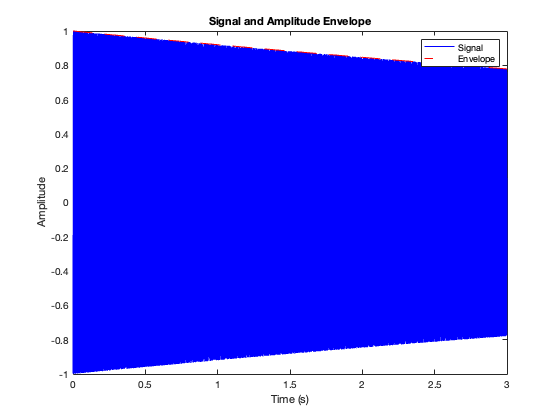 Signal and Amplitude Envelope
Signal
Envelope
Amplitude
1
0.8
0.6
0.4
0.2
0
-0.2
-0.4
-0.6
-0.8
-1
0 0.5 1 1.5 2 2.5 3
Time (s)